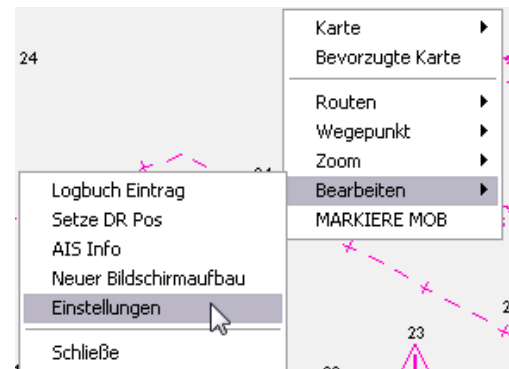 Karte
Bevorzugte Karte
24
Routen
Wegepunkt
Zoom
Bearbeiten
MARKIERE MOB
Logbuch Eintrag
Setze DR Pos
AIS Info
Neuer Bildschirmaufbau
Einstellungen
Schließe
23